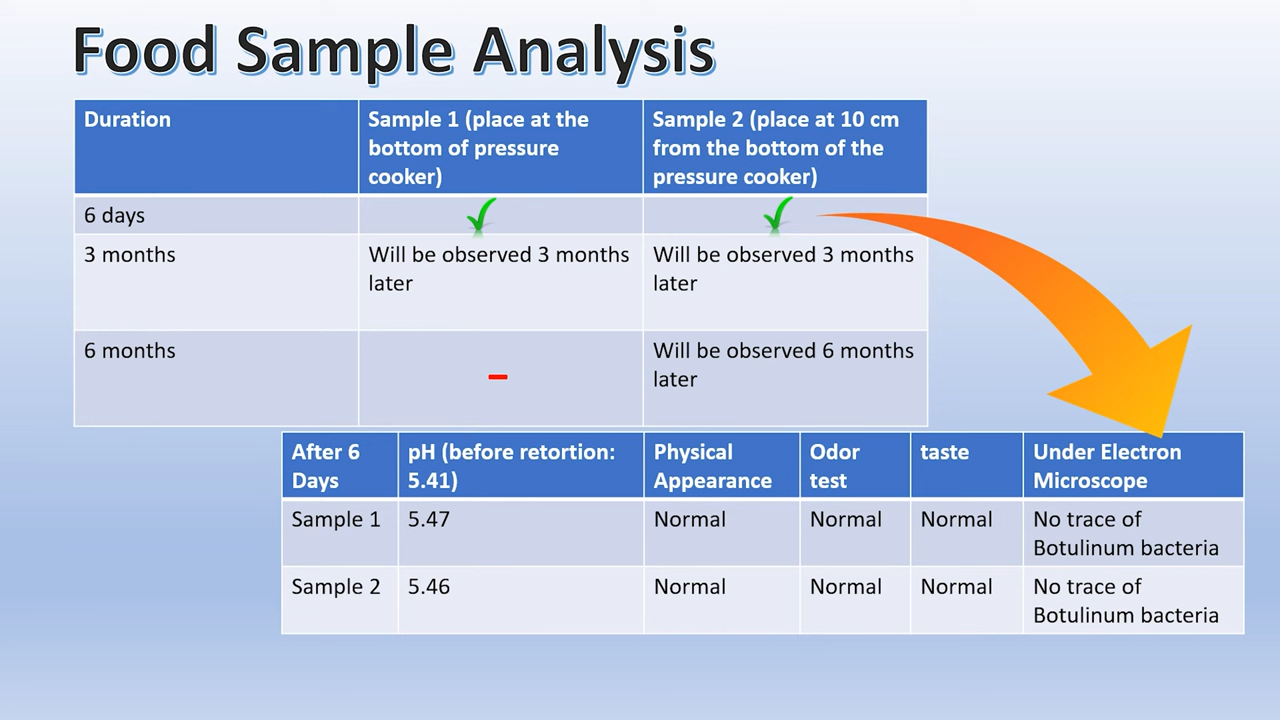 Food Sample Analysis
Duration
Sample 1 (place at the
bottom of pressure
cooker)
Sample 2 (place at 10 cm
from the bottom of the
pressure cooker)
6 days
3 months
Will be observed 3 months
later
Will be observed 3 months
later
6 months
–
Will be observed 6 months
later
After 6
Days
pH (before retortion:
5.41)
Physical
Appearance
Odor
test
taste
Under Electron
Microscope
Sample 1
5.47
Normal
Normal
Normal
No trace of
Botulinum bacteria
Sample 2
5.46
Normal
Normal
Normal
No trace of
Botulinum bacteria